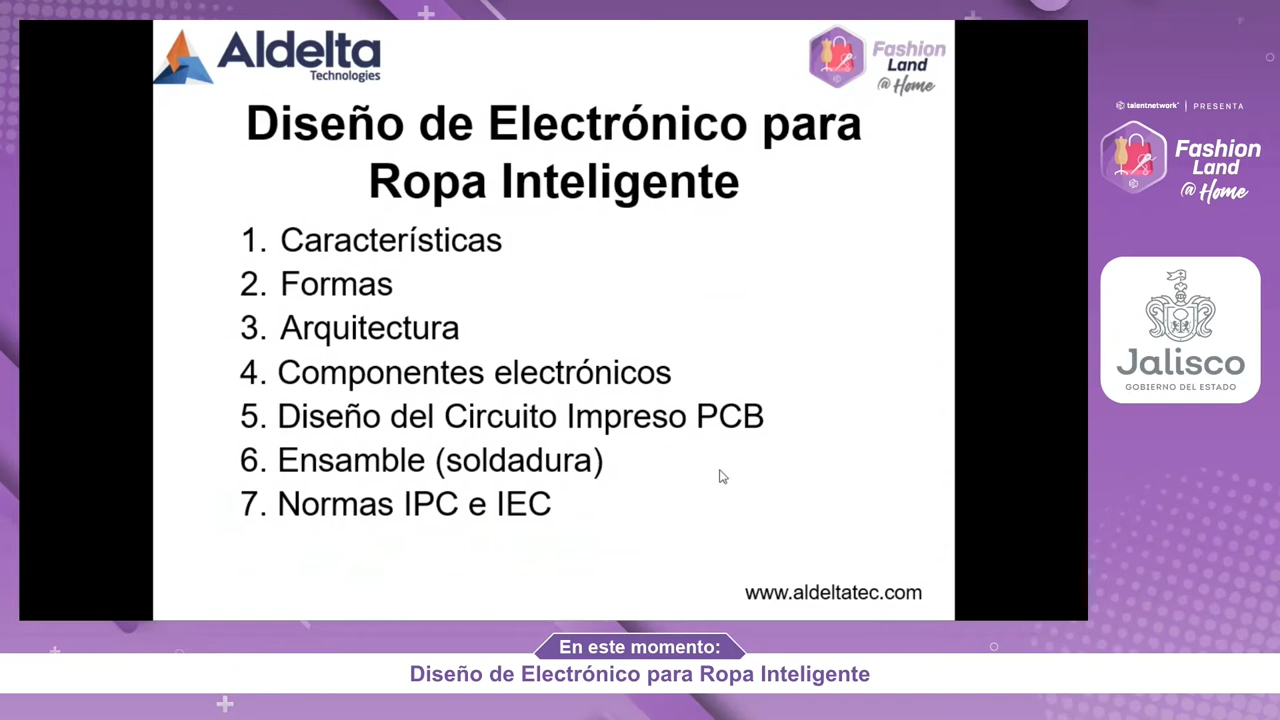 Aldelta
Technologies
Fashion
Land
@ Home
Diseño de Electrónico para
Ropa Inteligente
1. Características
2. Formas
3. Arquitectura
4. Componentes electrónicos
5. Diseño del Circuito Impreso PCB
6. Ensamble (soldadura)
7. Normas IPC e IEC
www.aldeltatec.com
talentnetwork | PRESENTA
Fashion
Land
@ Home
Jalisco
GOBIERNO DEL ESTADO
En este momento:
Diseño de Electrónico para Ropa Inteligente